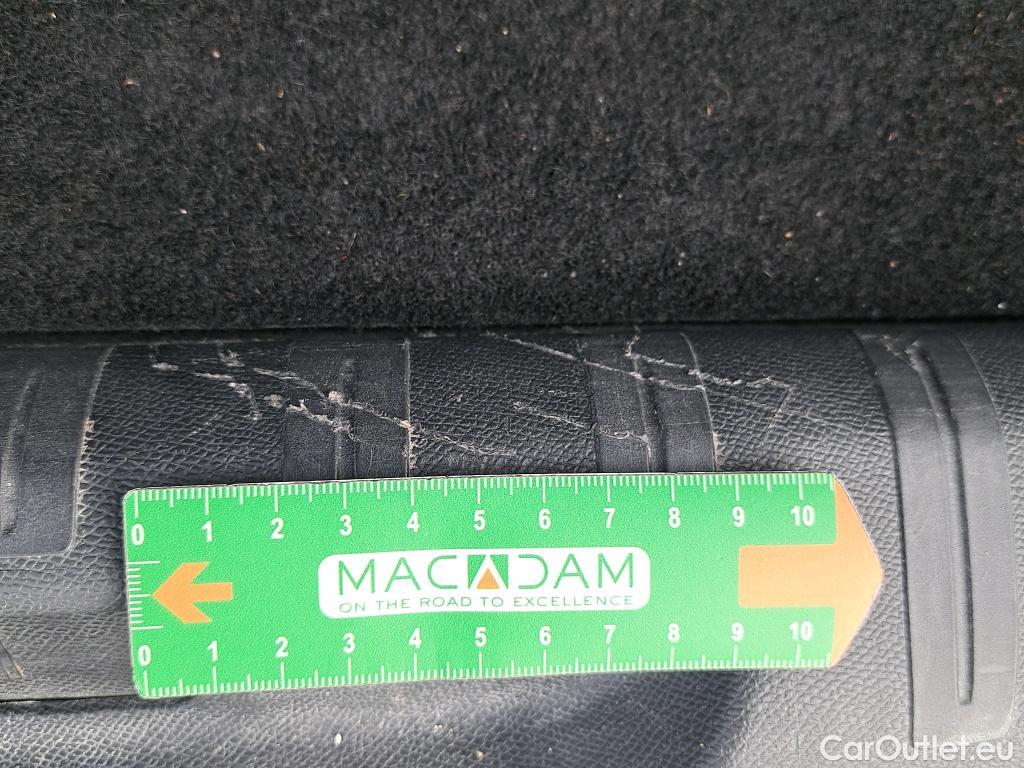 0 1 2 3 4 5 6 7 8 9 10
MACADAM
ON THE ROAD TO EXCELLENCE
0 1 2 3 4 5 6 7 8 9 10
CarOutlet.eu